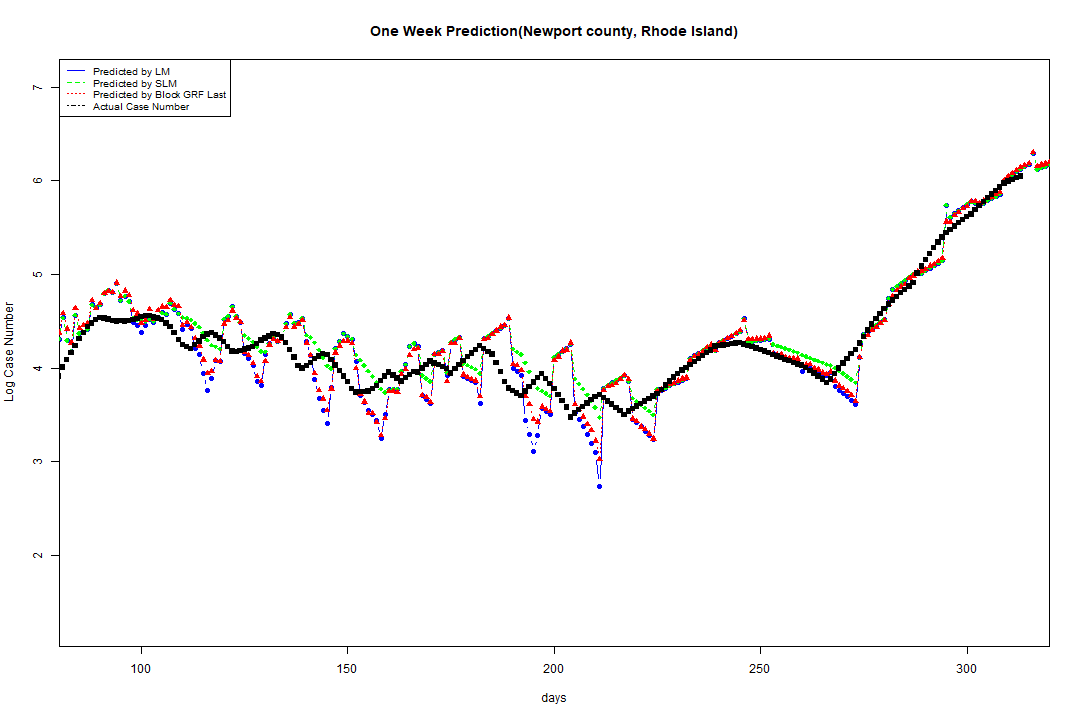 One Week Prediction(Newport county, Rhode Island)
Predicted by LM
Predicted by SLM
Predicted by Block GRF Last
Actual Case Number
7
6
5
4
3
2
Log Case Number
100 150 200 250 300
days